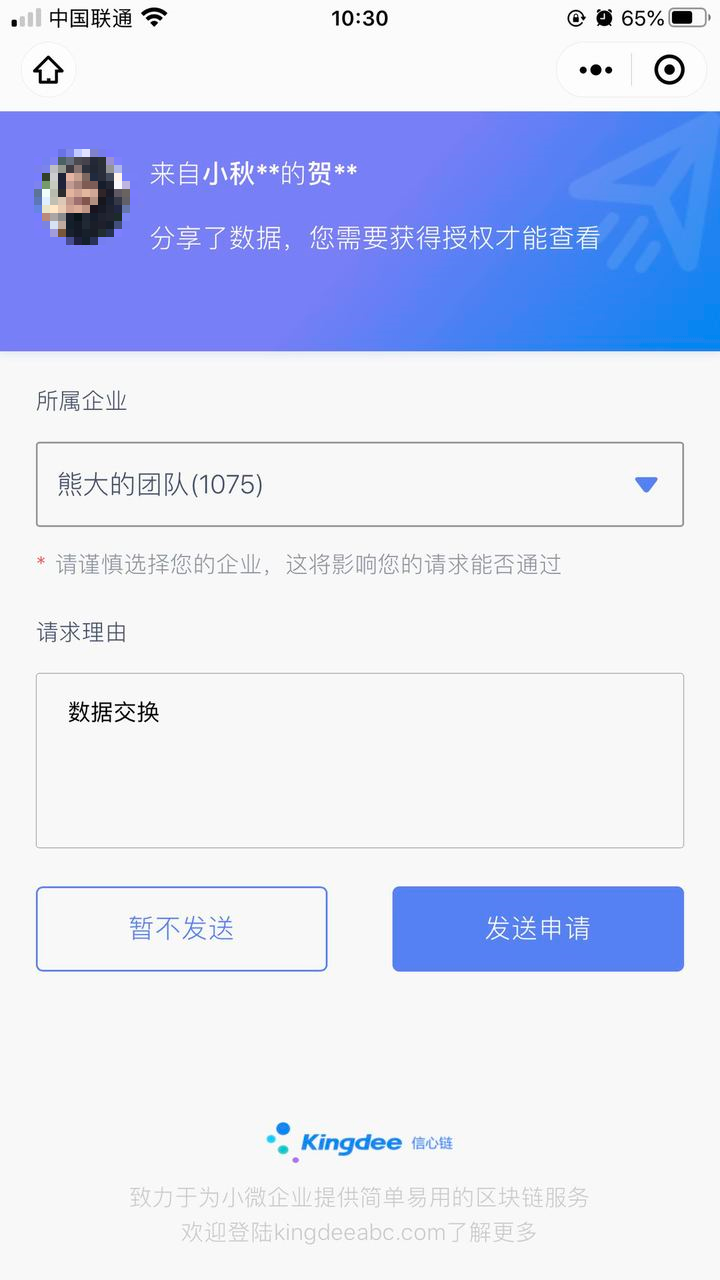 中国联通
10:30
65%
来自小秋**的贺**
分享了数据，您需要获得授权才能查看
所属企业
熊大的团队(1075)
* 请谨慎选择您的企业，这将影响您的请求能否通过
请求理由
数据交换
暂不发送
发送申请
Kingdee 信心链
致力于为小微企业提供简单易用的区块链服务
欢迎登陆kingdeeabc.com了解更多